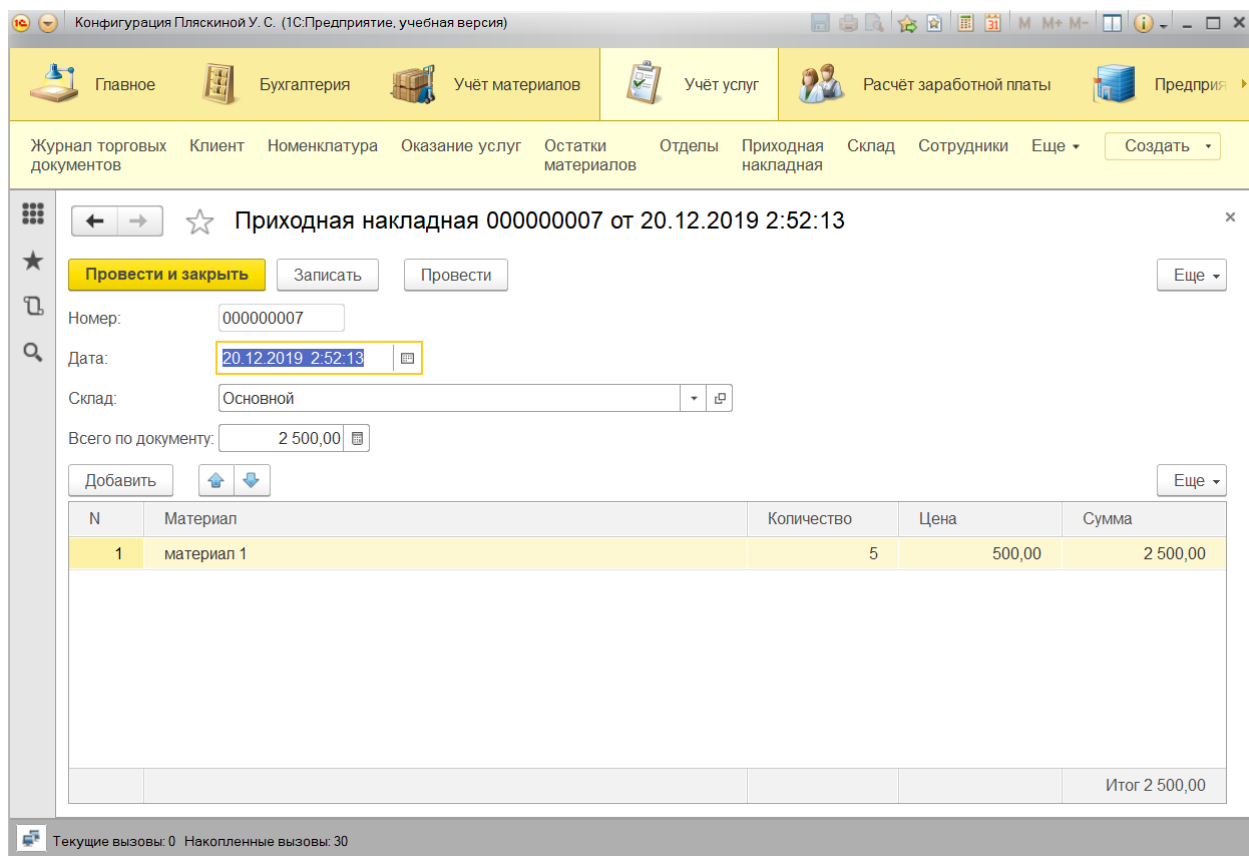 Конфигурация Пляскиной У. С. (1С:Предприятие, учебная версия) M M+ M-
Главное Бухгалтерия Учёт материалов Учёт услуг Расчёт заработной платы Предприя
Журнал торговых документов Клиент Номенклатура Оказание услуг Остатки материалов Отделы Приходная накладная Склад Сотрудники Еще Создать
Приходная накладная 000000007 от 20.12.2019 2:52:13
Провести и закрыть Записать Провести Еще
Номер: 000000007
Дата: 20.12.2019 2:52:13
Склад: Основной
Всего по документу: 2 500,00
Добавить Еще
N Материал Количество Цена Сумма
1 материал 1 5 500,00 2 500,00
Итог 2 500,00
Текущие вызовы: 0 Накопленные вызовы: 30